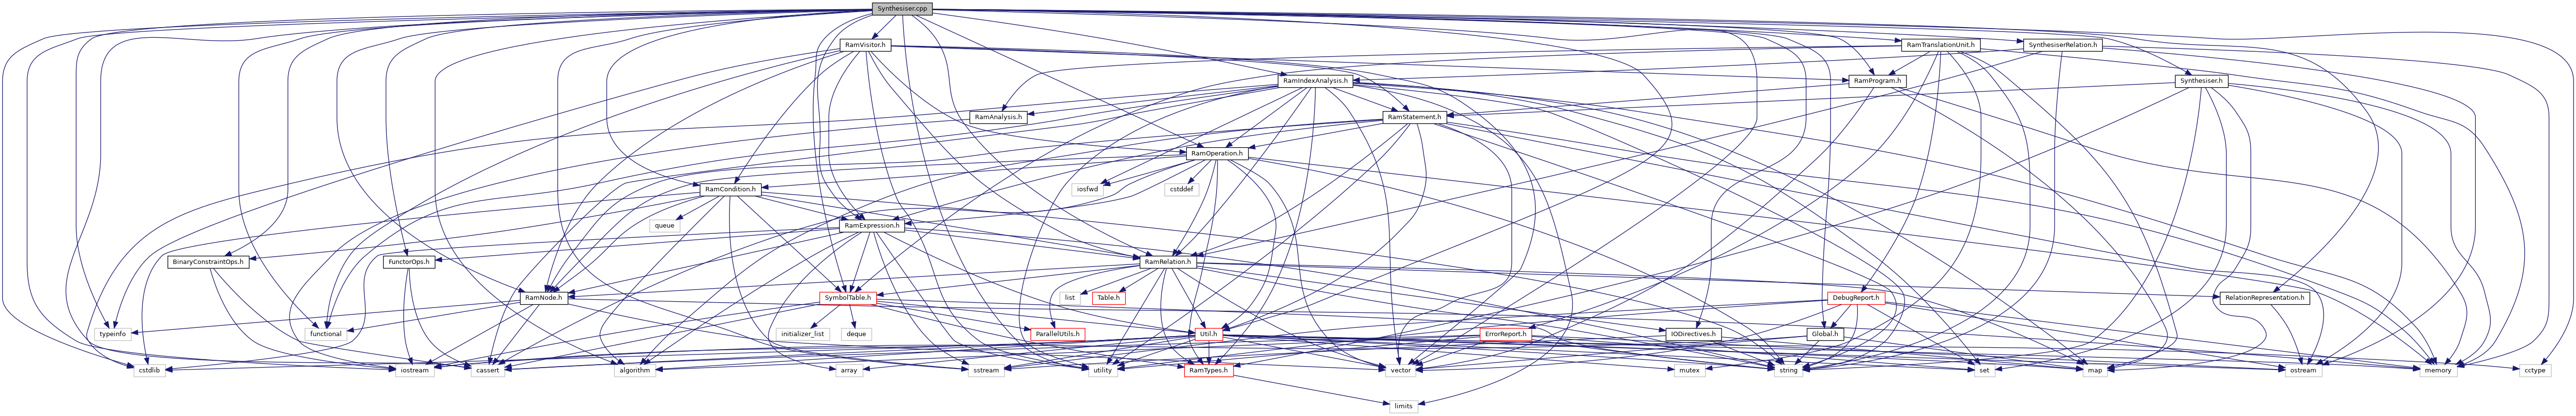 Synthesiser.cpp
RamVisitor.h
RamTranslationUnit.h
SynthesiserRelation.h
RamIndexAnalysis.h
RamProgram.h
Synthesiser.h
RamAnalysis.h
RamStatement.h
RamOperation.h
RamCondition.h
iosfwd
cstddef
queue
RamExpression.h
BinaryConstraintOps.h
FunctorOps.h
RamRelation.h
RamNode.h
SymbolTable.h
list
Table.h
DebugReport.h
RelationRepresentation.h
typeinfo
functional
initializer_list
deque
ParallelUtils.h
Util.h
ErrorReport.h
IODirectives.h
Global.h
cstdlib
iostream
cassert
algorithm
array
sstream
utility
RamTypes.h
vector
mutex
string
set
map
ostream
memory
cctype
limits